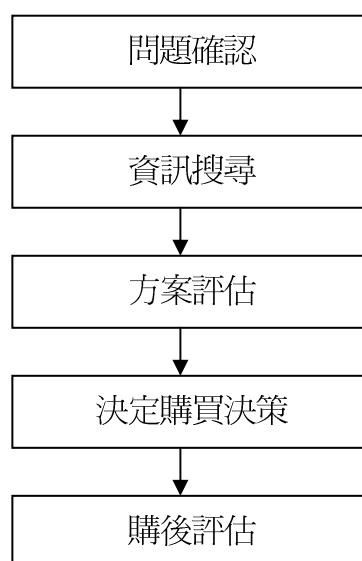 問題確認
資訊搜尋
方案評估
決定購買決策
購後評估